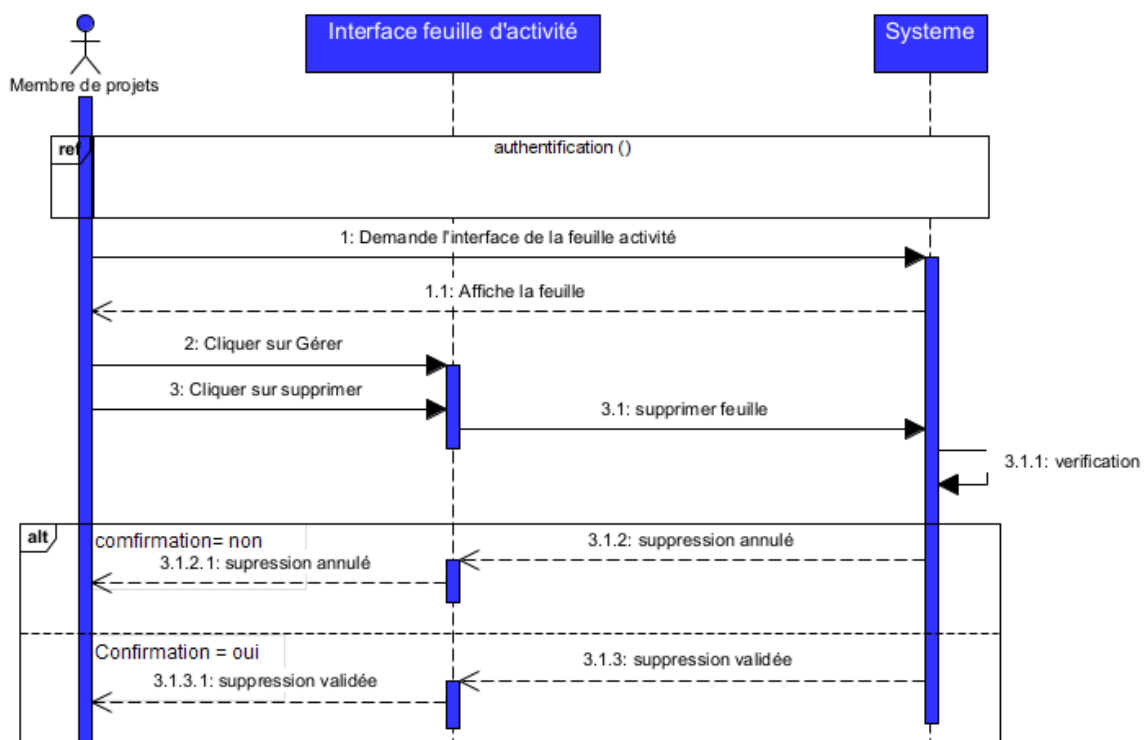 Interface feuille d'activité
Systeme
Membre de projets
ref
authentification ()
1: Demande l'interface de la feuille activité
1.1: Affiche la feuille
2: Cliquer sur Gérer
3: Cliquer sur supprimer
3.1: supprimer feuille
3.1.1: verification
alt
comfirmation= non
3.1.2: suppression annulé
3.1.2.1: supression annulé
Confirmation = oui
3.1.3: suppression validée
3.1.3.1: suppression validée